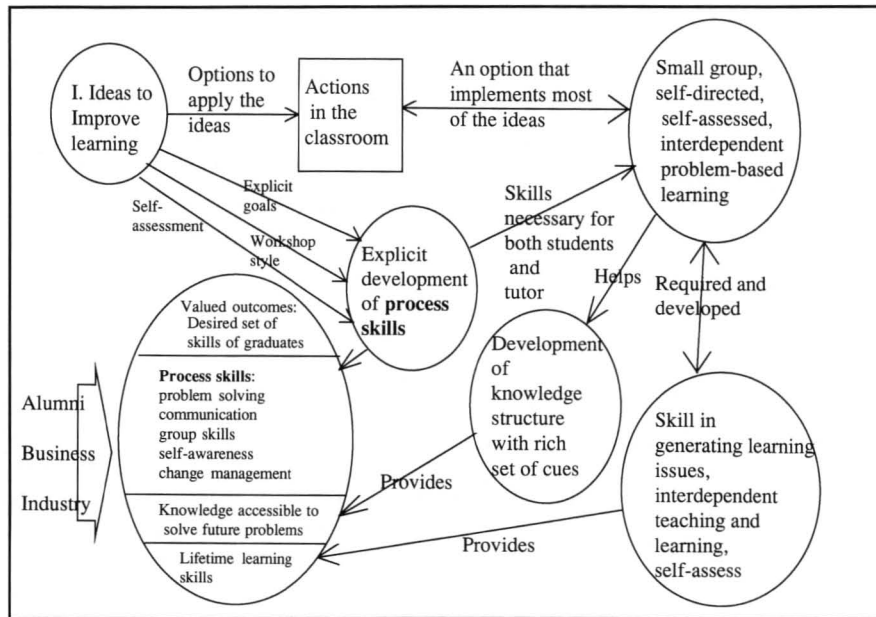 I. Ideas to
Improve
learning
Options to
apply the
ideas
Actions
in the
classroom
An option that
implements most
of the ideas
Small group,
self-directed,
self-assessed,
interdependent
problem-based
learning
Explicit
goals
Self-
assessment
Workshop
style
Explicit
development
of process
skills
Skills
necessary for
both students
and
tutor
Helps
Required and
developed
Valued outcomes:
Desired set of
skills of graduates
Process skills:
problem solving
communication
group skills
self-awareness
change management
Knowledge accessible to
solve future problems
Lifetime learning
skills
Alumni
Business
Industry
Development
of
knowledge
structure
with rich
set of cues
Provides
Provides
Skill in
generating learning
issues,
interdependent
teaching and
learning,
self-assess